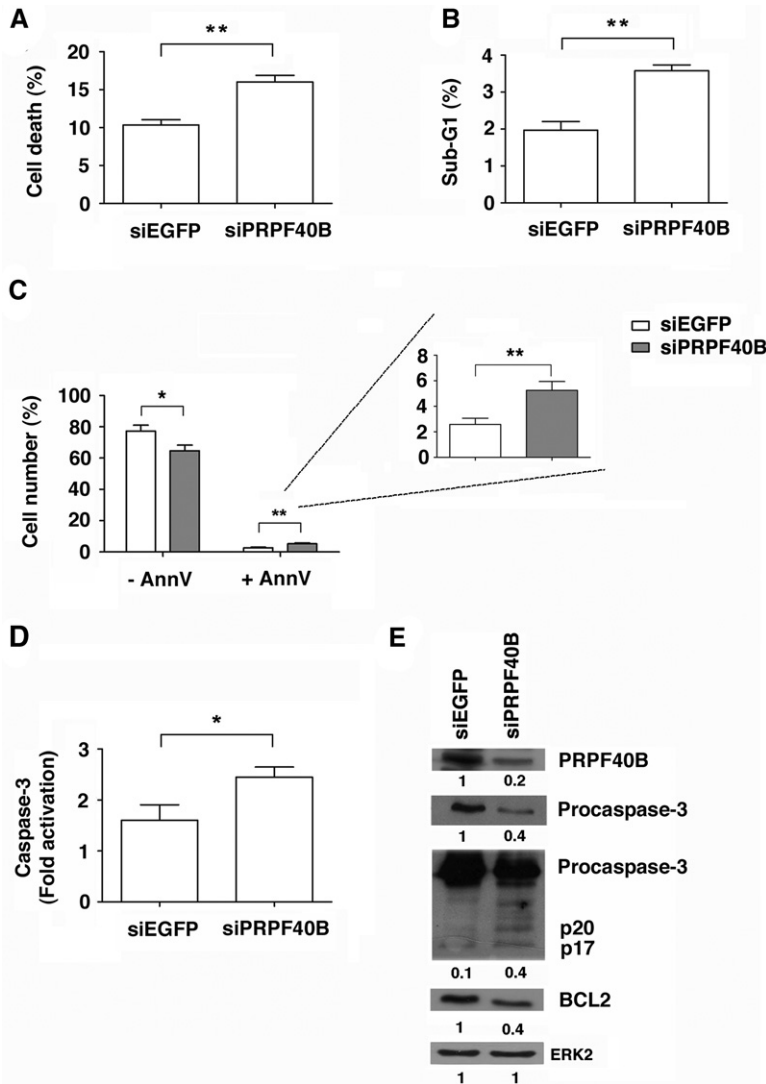 A
**
Cell death (%)
20
15
10
5
0
siEGFP siPRPF40B
B
**
Sub-G1 (%)
4
3
2
1
0
siEGFP siPRPF40B
C
siEGFP
siPRPF40B
Cell number (%)
100
80
60
40
20
0
*
**
- AnnV + AnnV
8
6
4
2
0
**
D
*
Caspase-3
(Fold activation)
3
2
1
0
siEGFP siPRPF40B
E
siEGFP siPRPF40B
PRPF40B
1 0.2
Procaspase-3
1 0.4
Procaspase-3
p20
p17
0.1 0.4
BCL2
1 0.4
ERK2
1 1